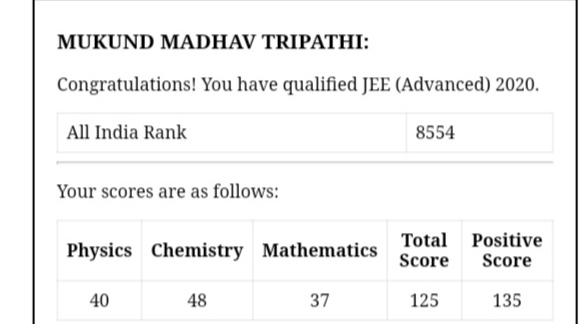 MUKUND MADHAV TRIPATHI:
Congratulations! You have qualified JEE (Advanced) 2020.
All India Rank 8554
Your scores are as follows:
Physics Chemistry Mathematics Total Score Positive Score
40 48 37 125 135